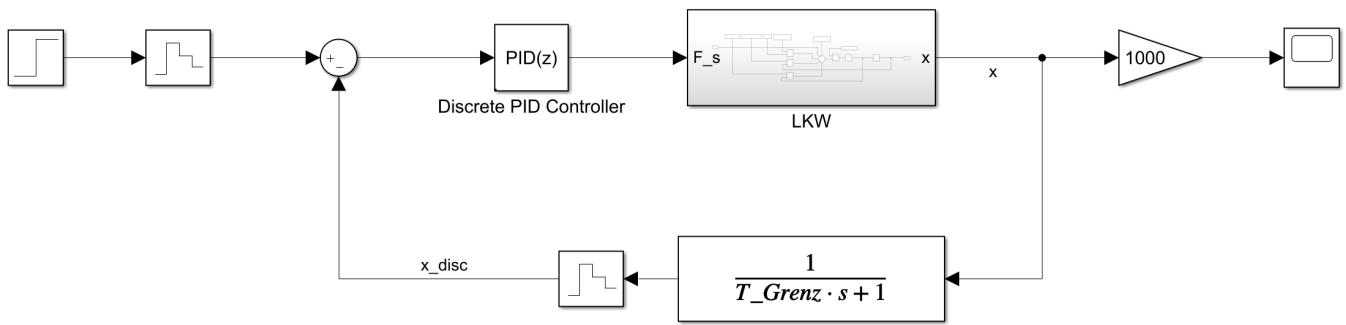 +
_
PID(z)
Discrete PID Controller
F_s
x
LKW
x
1000
x_disc
1
T_Grenz · s + 1